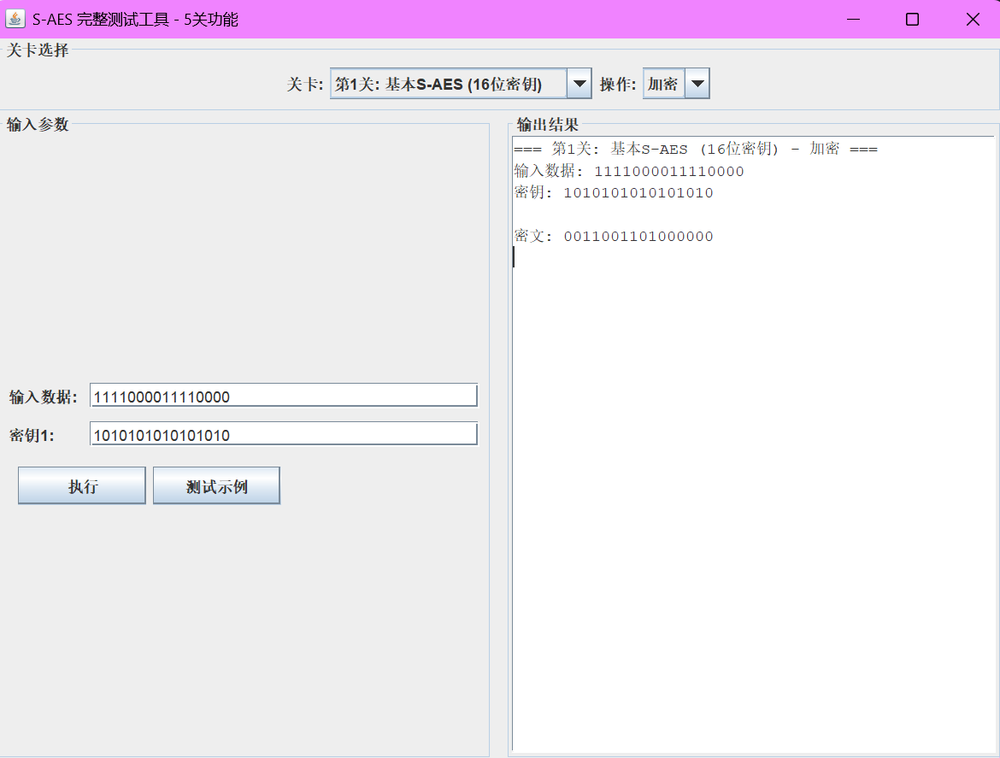 S-AES 完整测试工具 - 5关功能
关卡选择
关卡: 第1关: 基本S-AES (16位密钥) 操作: 加密
输入参数
输入数据: 1111000011110000
密钥1: 1010101010101010
执行 测试示例
输出结果
=== 第1关: 基本S-AES (16位密钥) - 加密 ===
输入数据: 1111000011110000
密钥: 1010101010101010
密文: 0011001101000000